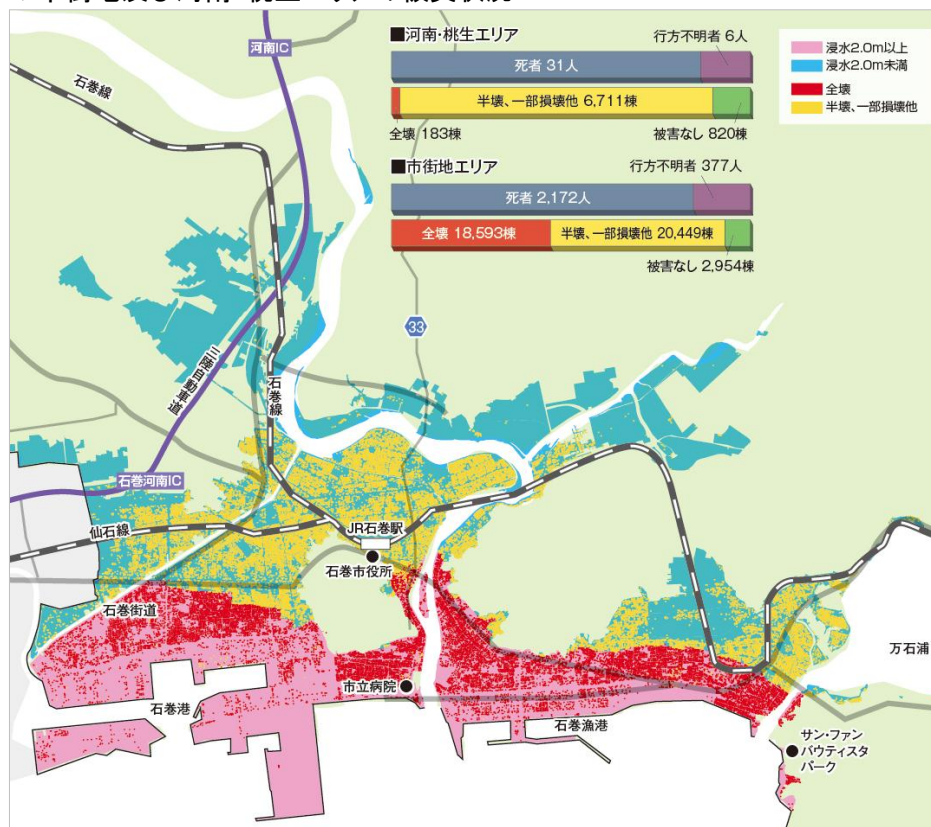 河南IC
石巻線
■河南・桃生エリア
行方不明者 6人
死者 31人
半壊、一部損壊他 6,711棟
全壊 183棟
被害なし 820棟
■市街地エリア
行方不明者 377人
死者 2,172人
全壊 18,593棟
半壊、一部損壊他 20,449棟
被害なし 2,954棟
浸水2.0m以上
浸水2.0m未満
全壊
半壊、一部損壊他
33
三陸自動車道
石巻線
石巻河南IC
仙石線
JR石巻駅
石巻市役所
石巻街道
万石浦
市立病院
石巻港
石巻漁港
サン・ファン
バウティスタ
パーク